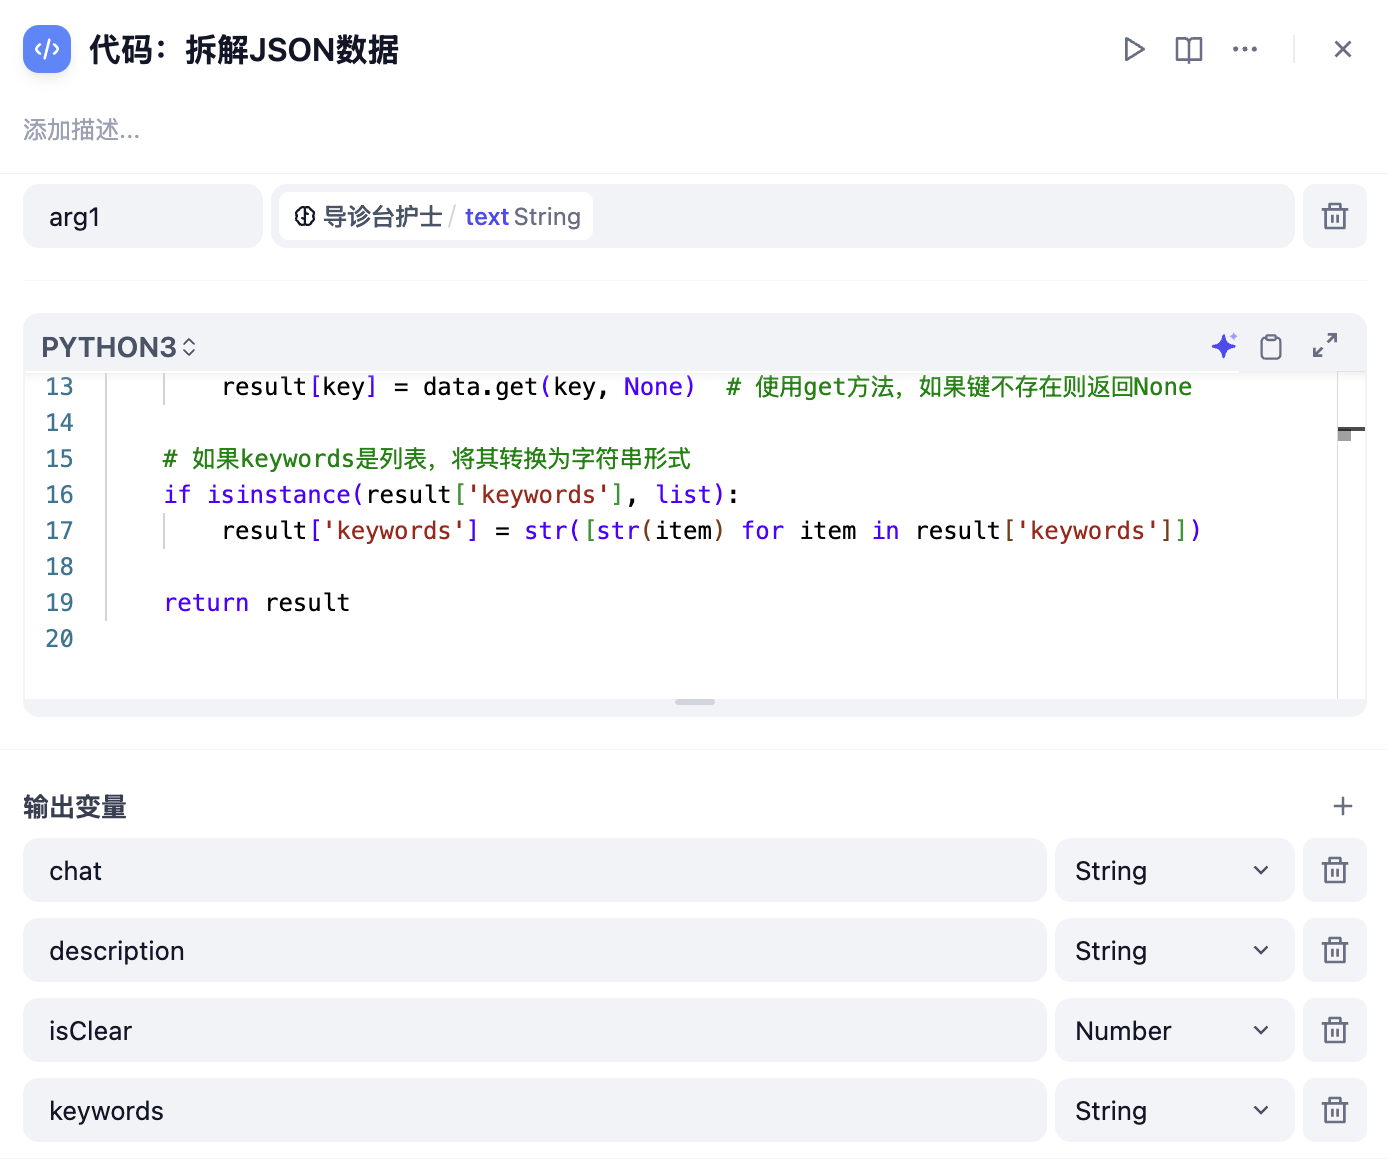 代码：拆解JSON数据
添加描述...
arg1
导诊台护士 / text String
PYTHON3
13 result[key] = data.get(key, None)  # 使用get方法，如果键不存在则返回None
14
15 # 如果keywords是列表，将其转换为字符串形式
16 if isinstance(result['keywords'], list):
17 result['keywords'] = str([str(item) for item in result['keywords']])
18
19 return result
20
输出变量
chat String
description String
isClear Number
keywords String